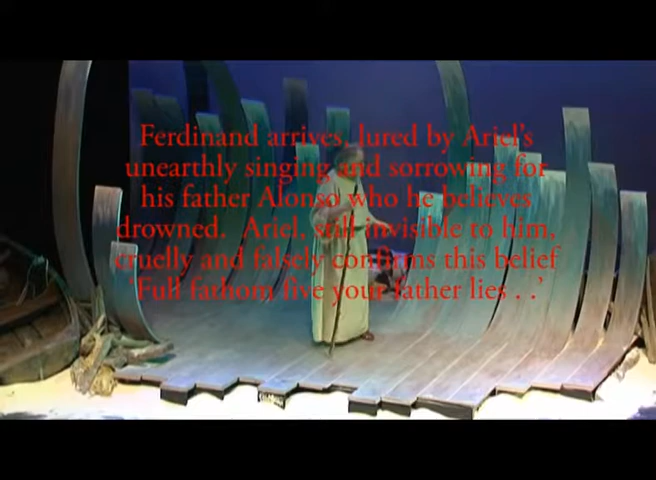 Ferdinand arrives, lured by Ariel's
unearthly singing and sorrowing for
his father Alonso who he believes
drowned. Ariel, still invisible to him,
cruelly and falsely confirms this belief
'Full fathom five your father lies . .'